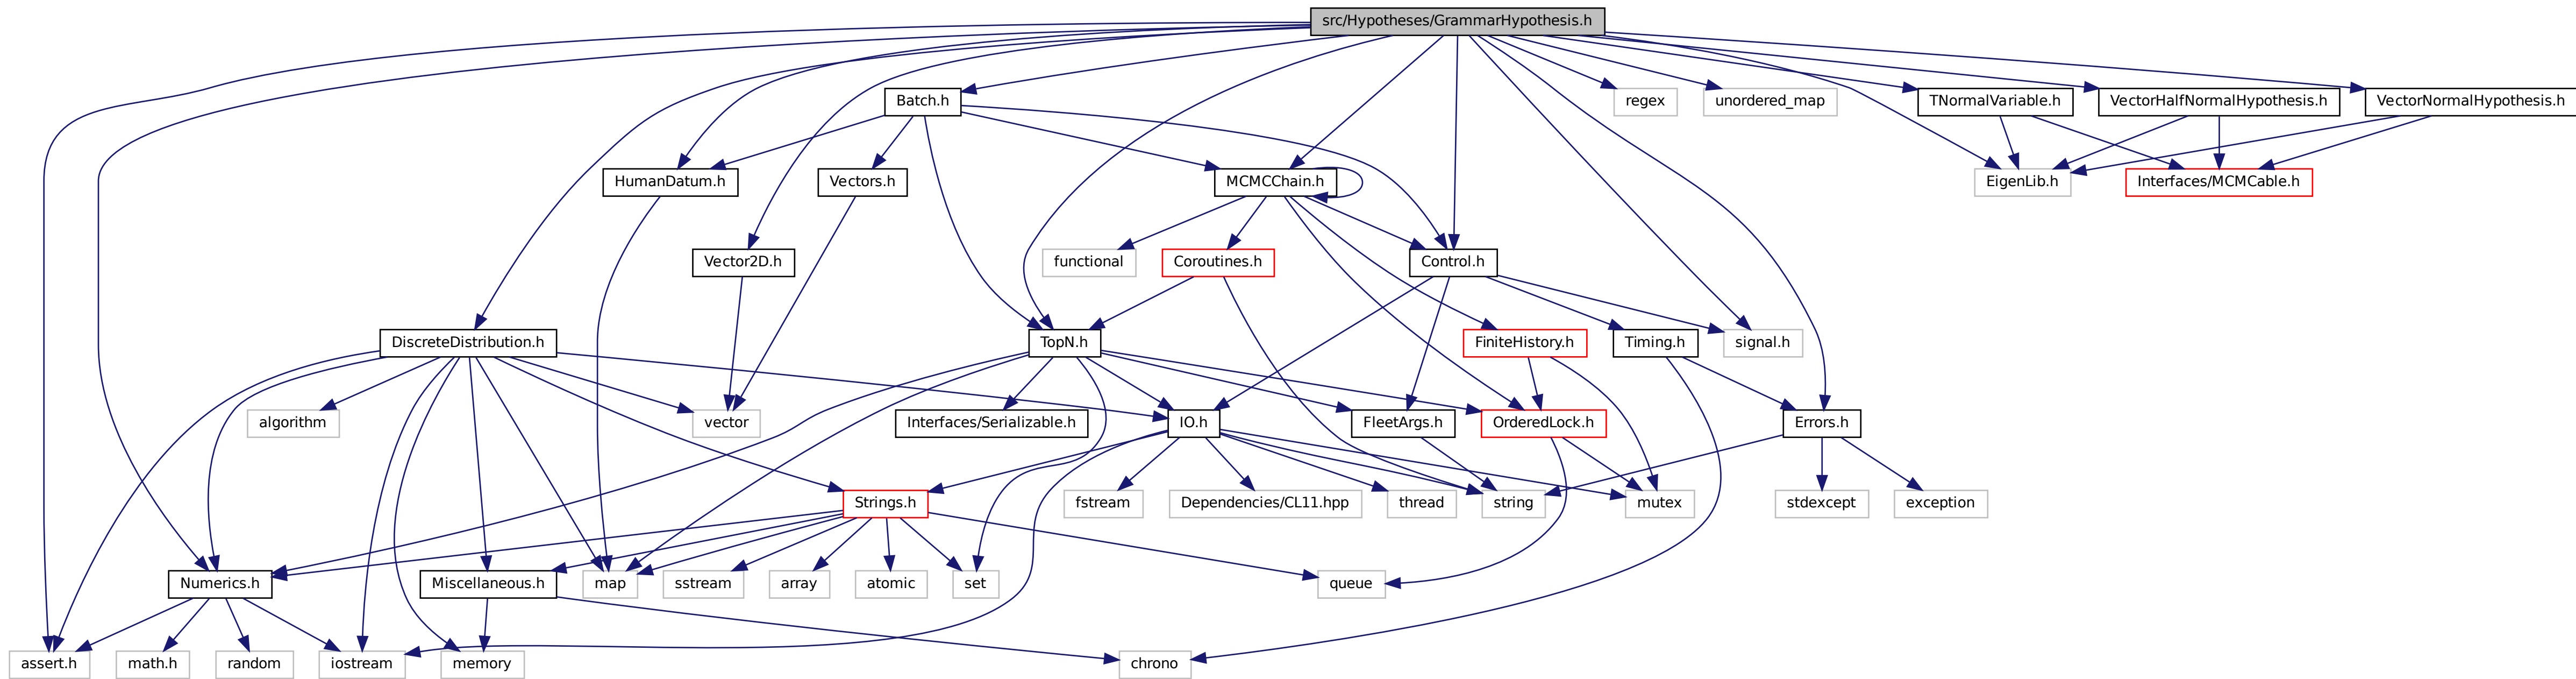 src/Hypotheses/GrammarHypothesis.h
Batch.h
regex
unordered_map
TNormalVariable.h
VectorHalfNormalHypothesis.h
VectorNormalHypothesis.h
HumanDatum.h
Vectors.h
MCMCChain.h
EigenLib.h
Interfaces/MCMCable.h
Vector2D.h
functional
Coroutines.h
Control.h
DiscreteDistribution.h
TopN.h
FiniteHistory.h
Timing.h
signal.h
algorithm
vector
Interfaces/Serializable.h
IO.h
FleetArgs.h
OrderedLock.h
Errors.h
Strings.h
fstream
Dependencies/CL11.hpp
thread
string
mutex
stdexcept
exception
Numerics.h
Miscellaneous.h
map
sstream
array
atomic
set
queue
assert.h
math.h
random
iostream
memory
chrono